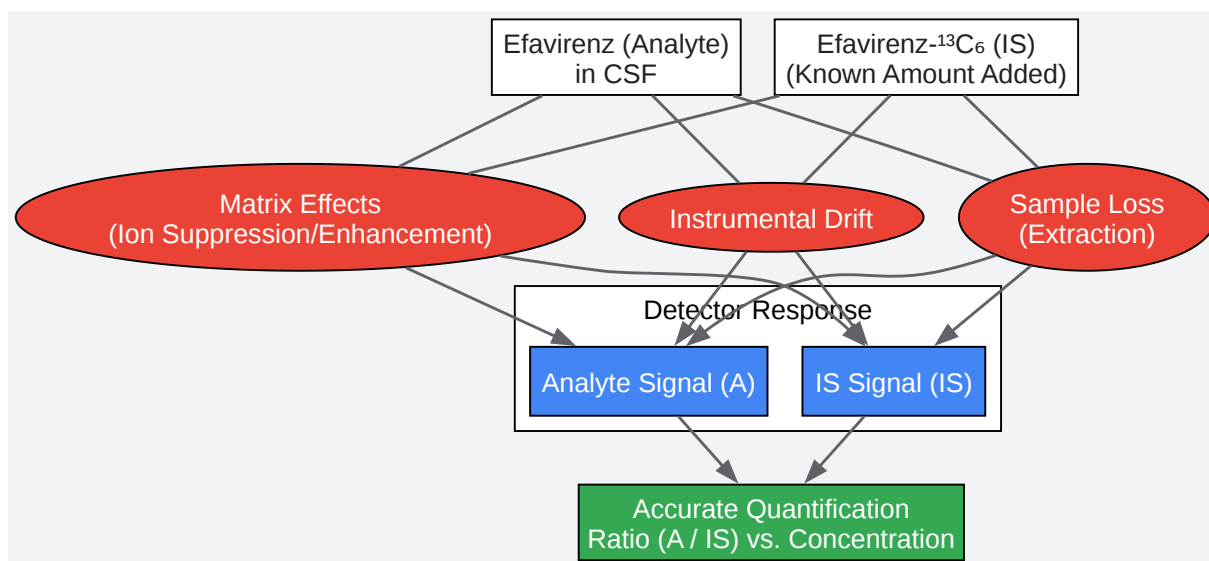 Efavirenz (Analyte)
in CSF
Efavirenz-¹³C₆ (IS)
(Known Amount Added)
Matrix Effects
(Ion Suppression/Enhancement)
Instrumental Drift
Sample Loss
(Extraction)
Detector Response
Analyte Signal (A)
IS Signal (IS)
Accurate Quantification
Ratio (A / IS) vs. Concentration